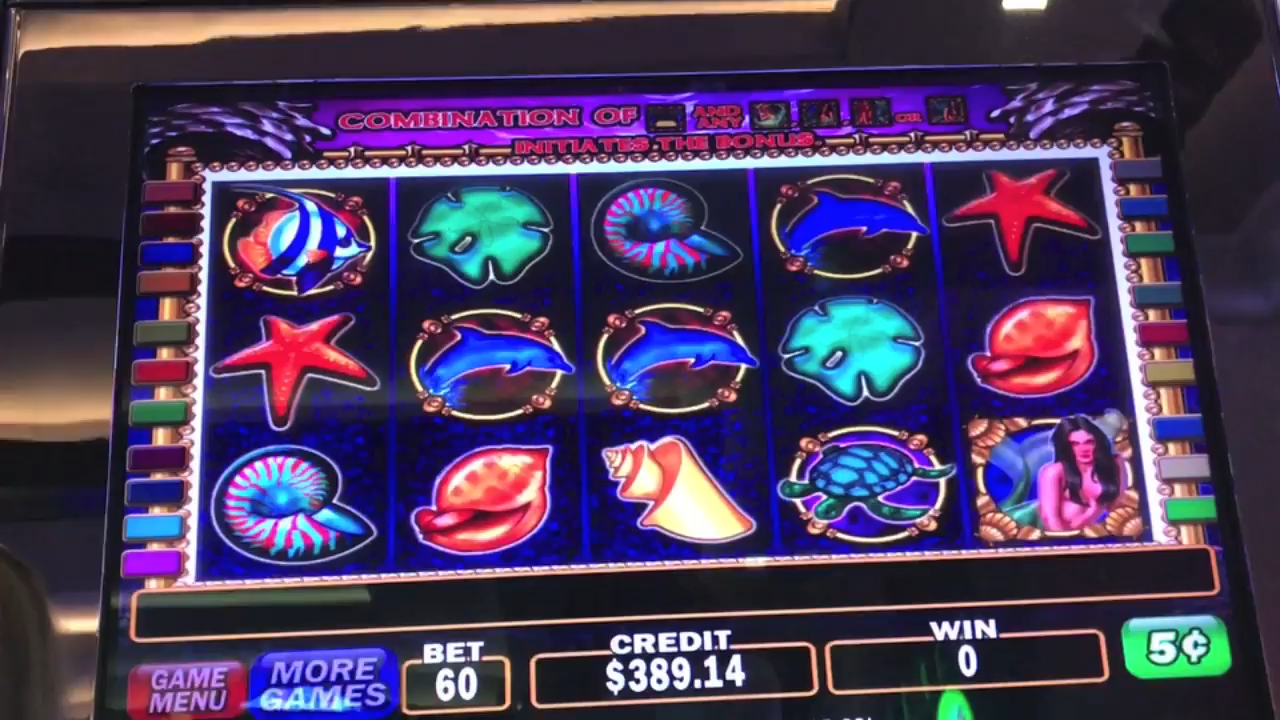 COMBINATION OF AND ANY OR
INITIATES THE BONUS
GAME MENU
MORE GAMES
BET
60
CREDIT
$389.14
WIN
0
5¢